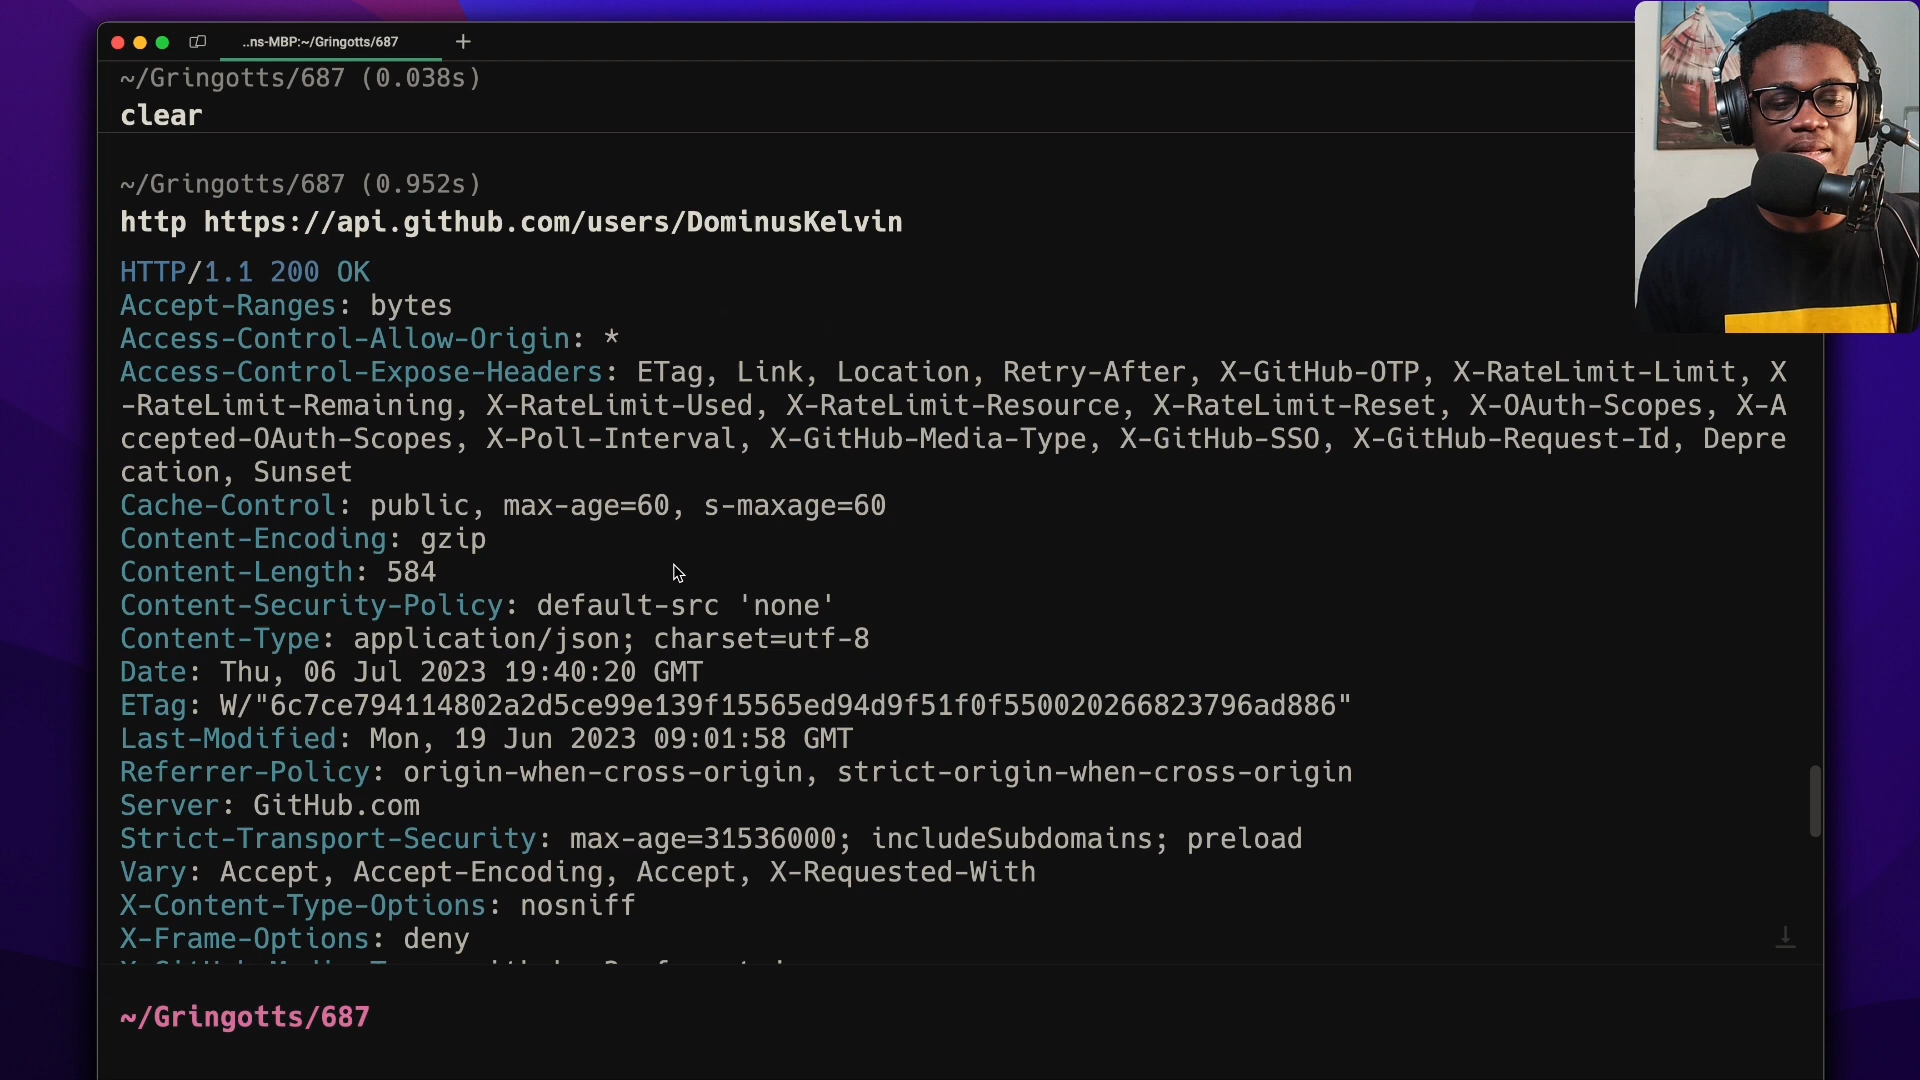 ..ns-MBP:~/Gringotts/687
~/Gringotts/687 (0.038s)
clear
~/Gringotts/687 (0.952s)
http https://api.github.com/users/DominusKelvin
HTTP/1.1 200 OK
Accept-Ranges: bytes
Access-Control-Allow-Origin: *
Access-Control-Expose-Headers: ETag, Link, Location, Retry-After, X-GitHub-OTP, X-RateLimit-Limit, X
-RateLimit-Remaining, X-RateLimit-Used, X-RateLimit-Resource, X-RateLimit-Reset, X-OAuth-Scopes, X-A
ccepted-OAuth-Scopes, X-Poll-Interval, X-GitHub-Media-Type, X-GitHub-SSO, X-GitHub-Request-Id, Depre
cation, Sunset
Cache-Control: public, max-age=60, s-maxage=60
Content-Encoding: gzip
Content-Length: 584
Content-Security-Policy: default-src 'none'
Content-Type: application/json; charset=utf-8
Date: Thu, 06 Jul 2023 19:40:20 GMT
ETag: W/"6c7ce794114802a2d5ce99e139f15565ed94d9f51f0f550020266823796ad886"
Last-Modified: Mon, 19 Jun 2023 09:01:58 GMT
Referrer-Policy: origin-when-cross-origin, strict-origin-when-cross-origin
Server: GitHub.com
Strict-Transport-Security: max-age=31536000; includeSubdomains; preload
Vary: Accept, Accept-Encoding, Accept, X-Requested-With
X-Content-Type-Options: nosniff
X-Frame-Options: deny
~/Gringotts/687